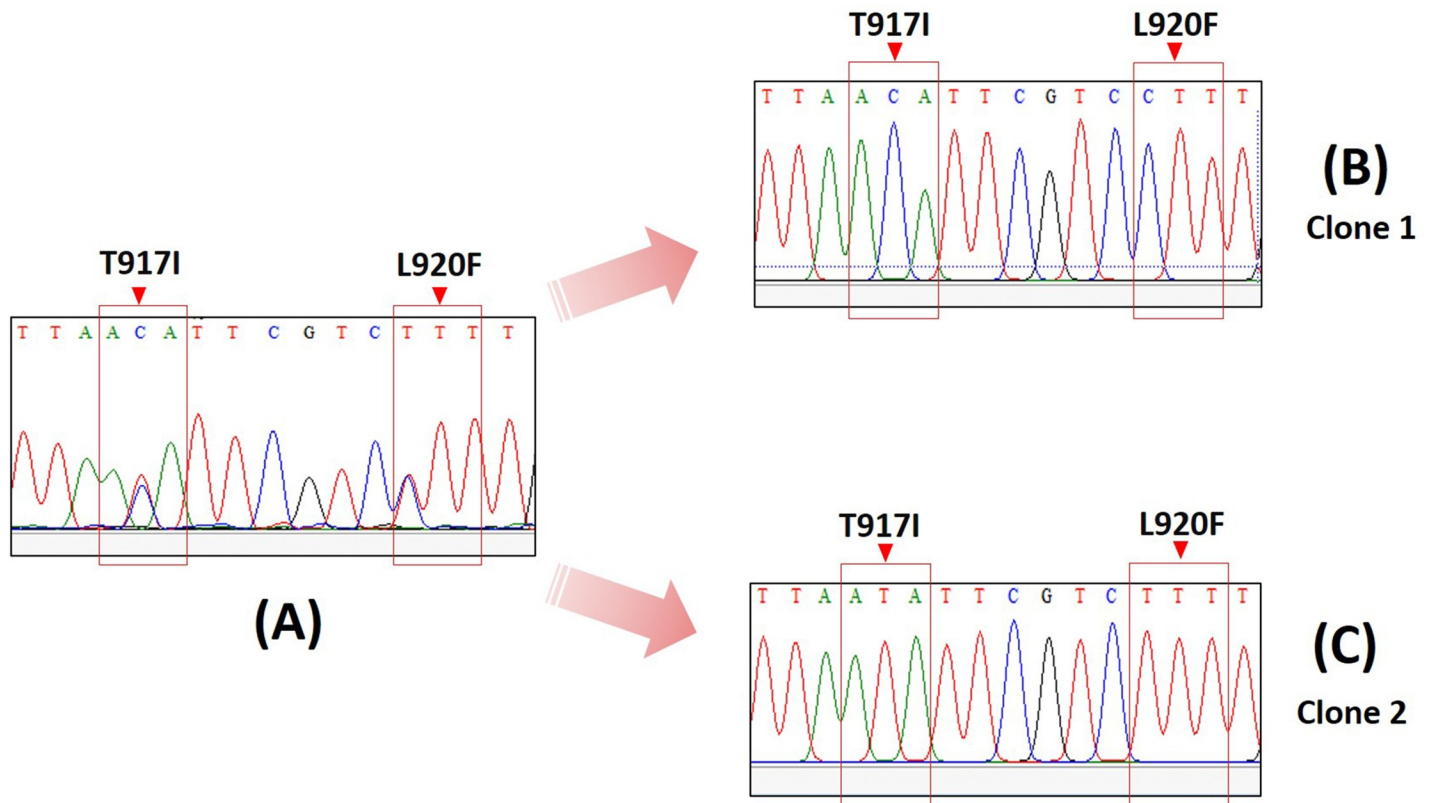 T917I L920F
T T A A C A T T C G T C T T T T
(A)
T917I L920F
T T A A C A T T C G T C C T T T
(B)
Clone 1
T917I L920F
T T A A T A T T C G T C T T T T
(C)
Clone 2